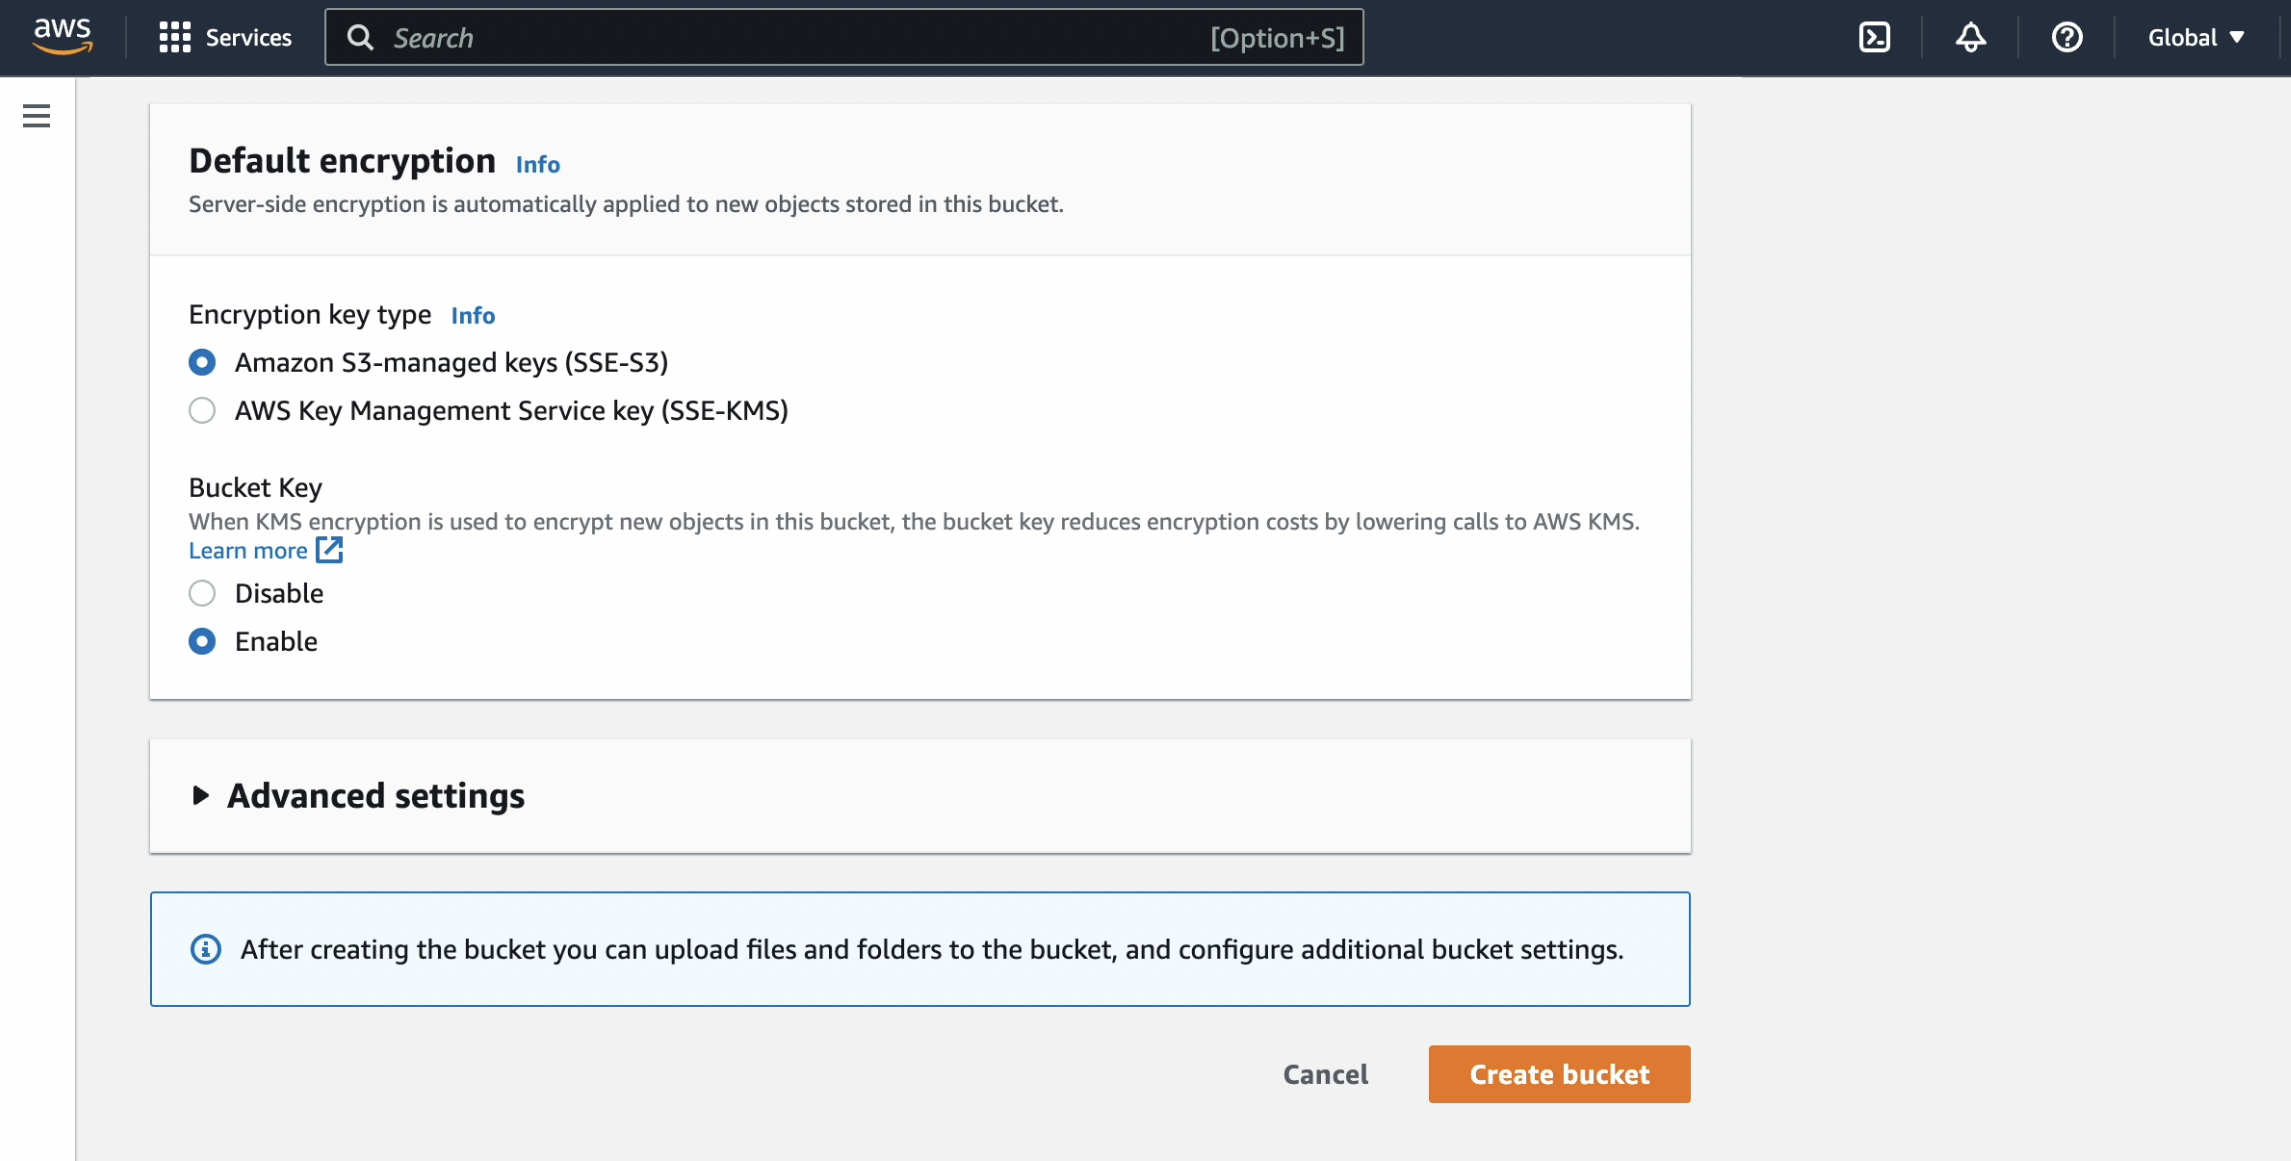 aws
Services
Search
[Option+S]
Global
Default encryption Info
Server-side encryption is automatically applied to new objects stored in this bucket.
Encryption key type Info
Amazon S3-managed keys (SSE-S3)
AWS Key Management Service key (SSE-KMS)
Bucket Key
When KMS encryption is used to encrypt new objects in this bucket, the bucket key reduces encryption costs by lowering calls to AWS KMS.
Learn more
Disable
Enable
Advanced settings
After creating the bucket you can upload files and folders to the bucket, and configure additional bucket settings.
Cancel
Create bucket